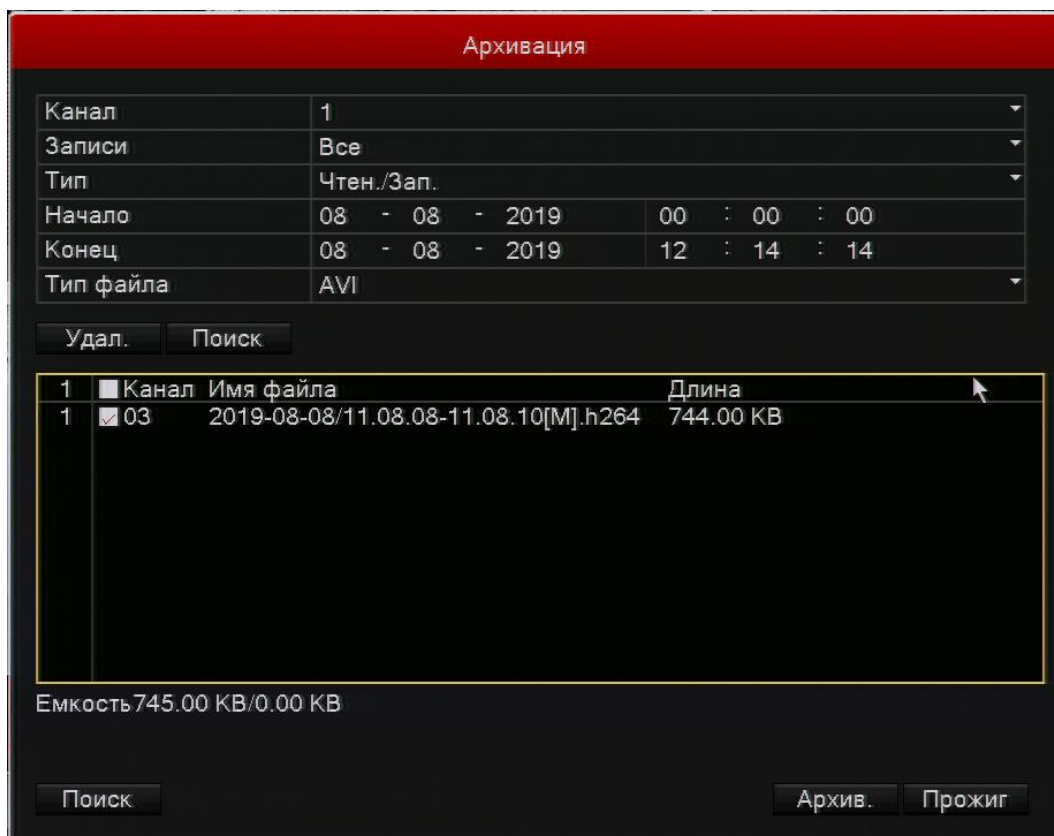 Архивация
Канал 1
Записи Все
Тип Чтен./Зап.
Начало 08 - 08 - 2019 00 : 00 : 00
Конец 08 - 08 - 2019 12 : 14 : 14
Тип файла AVI
Удал. Поиск
1 Канал Имя файла Длина
1 03 2019-08-08/11.08.08-11.08.10[M].h264 744.00 KB
Емкость745.00 KB/0.00 KB
Поиск Архив. Прожиг